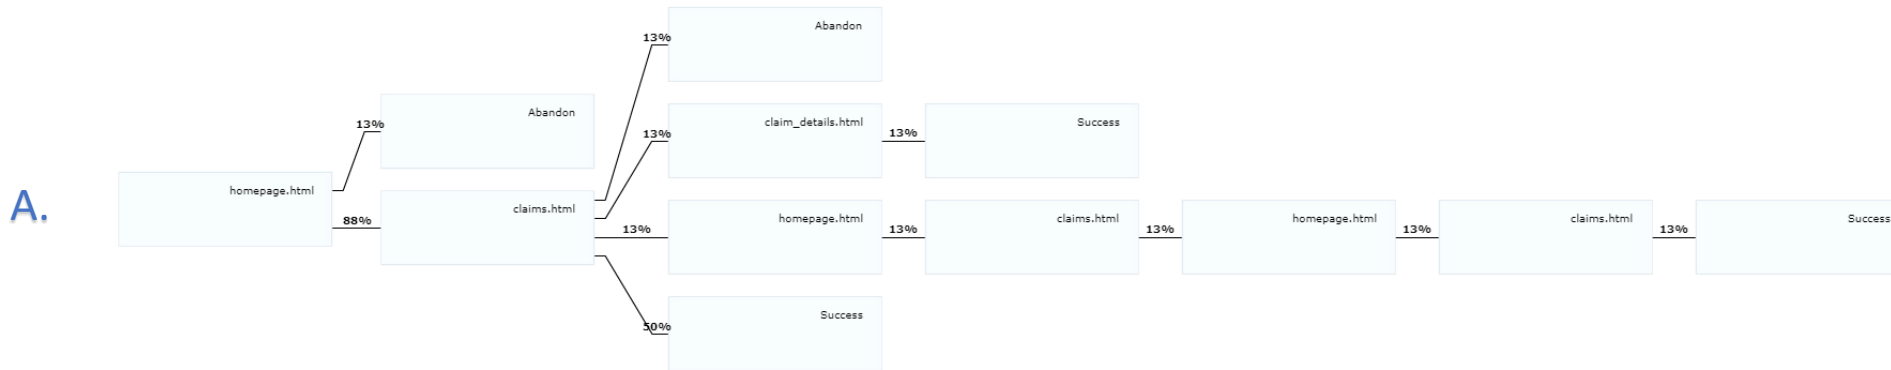 Abandon
13%
13%
Abandon
claim_details.html
13%
Success
13%
13%
homepage.html
A.
claims.html
88%
homepage.html
13%
13%
claims.html
13%
homepage.html
13%
claims.html
13%
Success
Success
50%